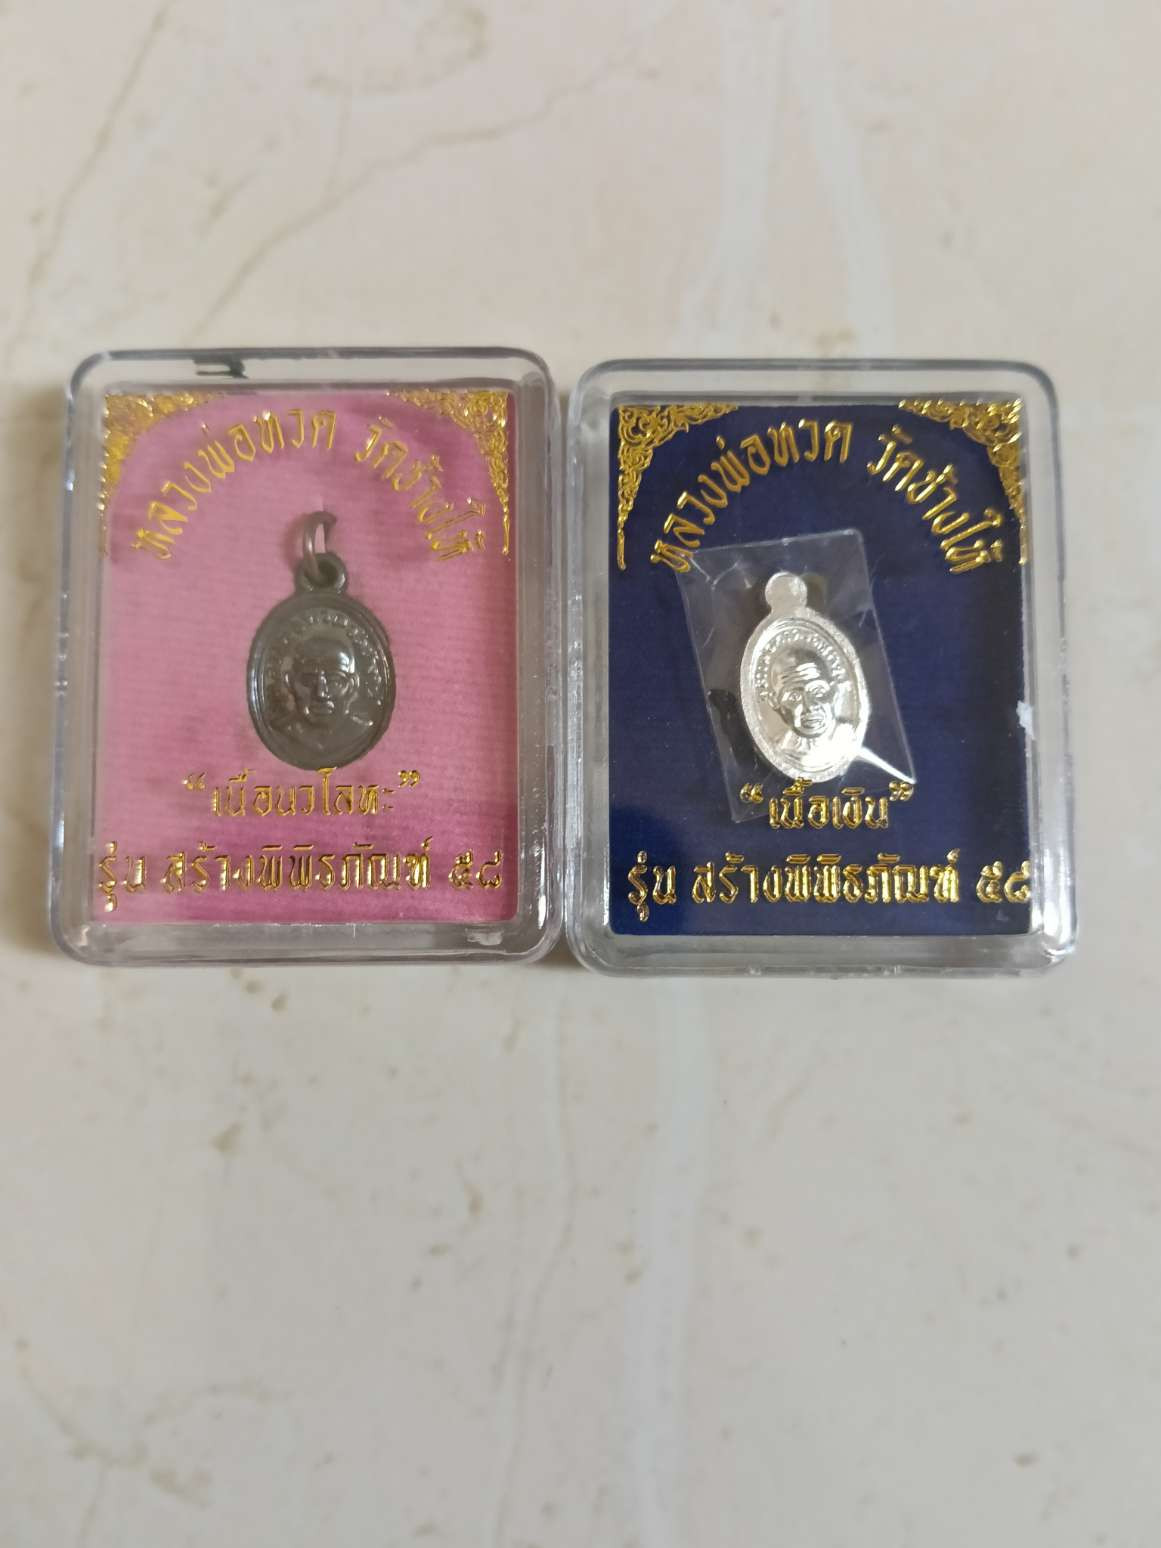 หลวงพ่อทวด วัดช้างให้
“เนื้อนวโลหะ”
รุ่น สร้างพิพิธภัณฑ์ ๕๘
หลวงพ่อทวด วัดช้างให้
“เนื้อเงิน”
รุ่น สร้างพิพิธภัณฑ์ ๕๘